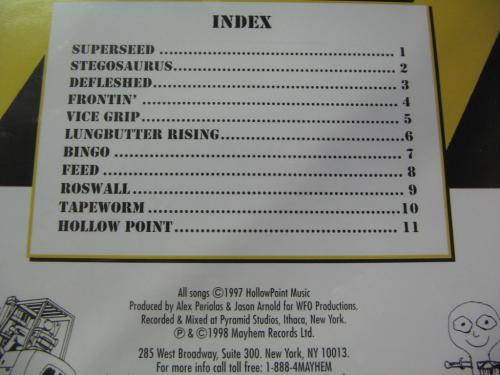 INDEX
SUPERSEED ........................................ 1
STEGOSAURUS....................................... 2
DEFLESHED ........................................ 3
FRONTIN' ......................................... 4
VICE GRIP......................................... 5
LUNGBUTTER RISING................................. 6
BINGO ............................................ 7
FEED ............................................. 8
ROSWALL .......................................... 9
TAPEWORM.......................................... 10
HOLLOW POINT...................................... 11
All songs ©1997 HollowPoint Music
Produced by Alex Perialas & Jason Arnold for WFO Productions.
Recorded & Mixed at Pyramid Studios, Ithaca, New York.
℗ & ©1998 Mayhem Records Ltd.
285 West Broadway, Suite 300. New York, NY 10013.
For more info call toll free: 1-888-4MAYHEM